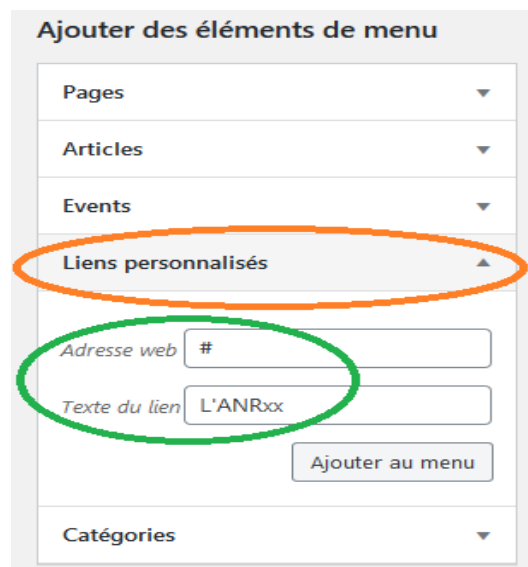 Ajouter des éléments de menu
Pages
Articles
Events
Liens personnalisés
Adresse web #
Texte du lien L'ANRxx
Ajouter au menu
Catégories